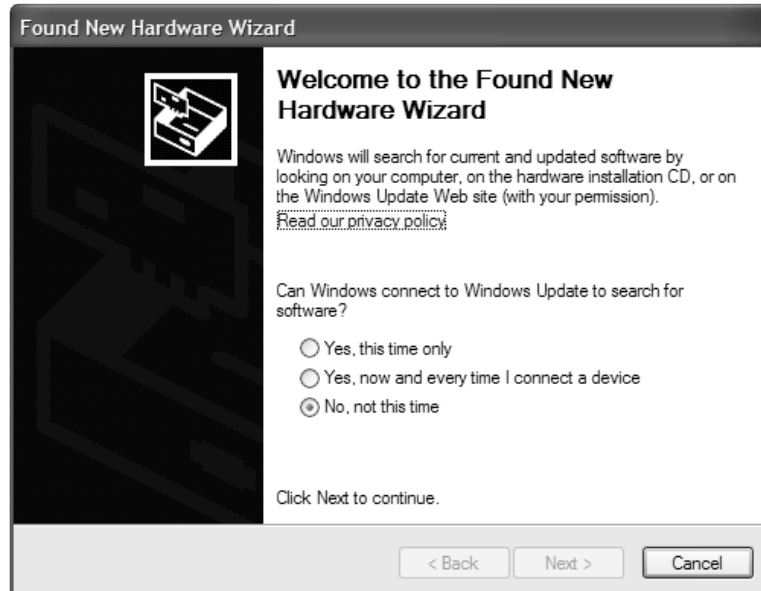 Found New Hardware Wizard
Welcome to the Found New
Hardware Wizard
Windows will search for current and updated software by
looking on your computer, on the hardware installation CD, or on
the Windows Update Web site (with your permission).
Read our privacy policy
Can Windows connect to Windows Update to search for
software?
Yes, this time only
Yes, now and every time I connect a device
No, not this time
Click Next to continue.
< Back Next > Cancel